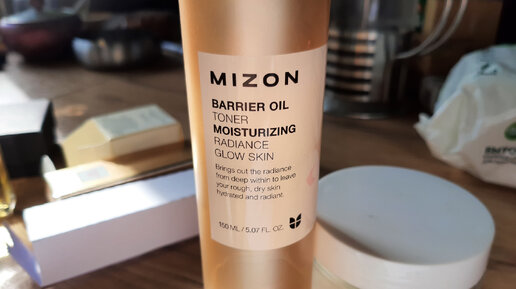 MIZON
BARRIER OIL
TONER
MOISTURIZING
RADIANCE
GLOW SKIN
Brings out the radiance
from deep within to leave
your rough, dry skin
hydrated and radiant.
150 ML / 5.07 FL. OZ.